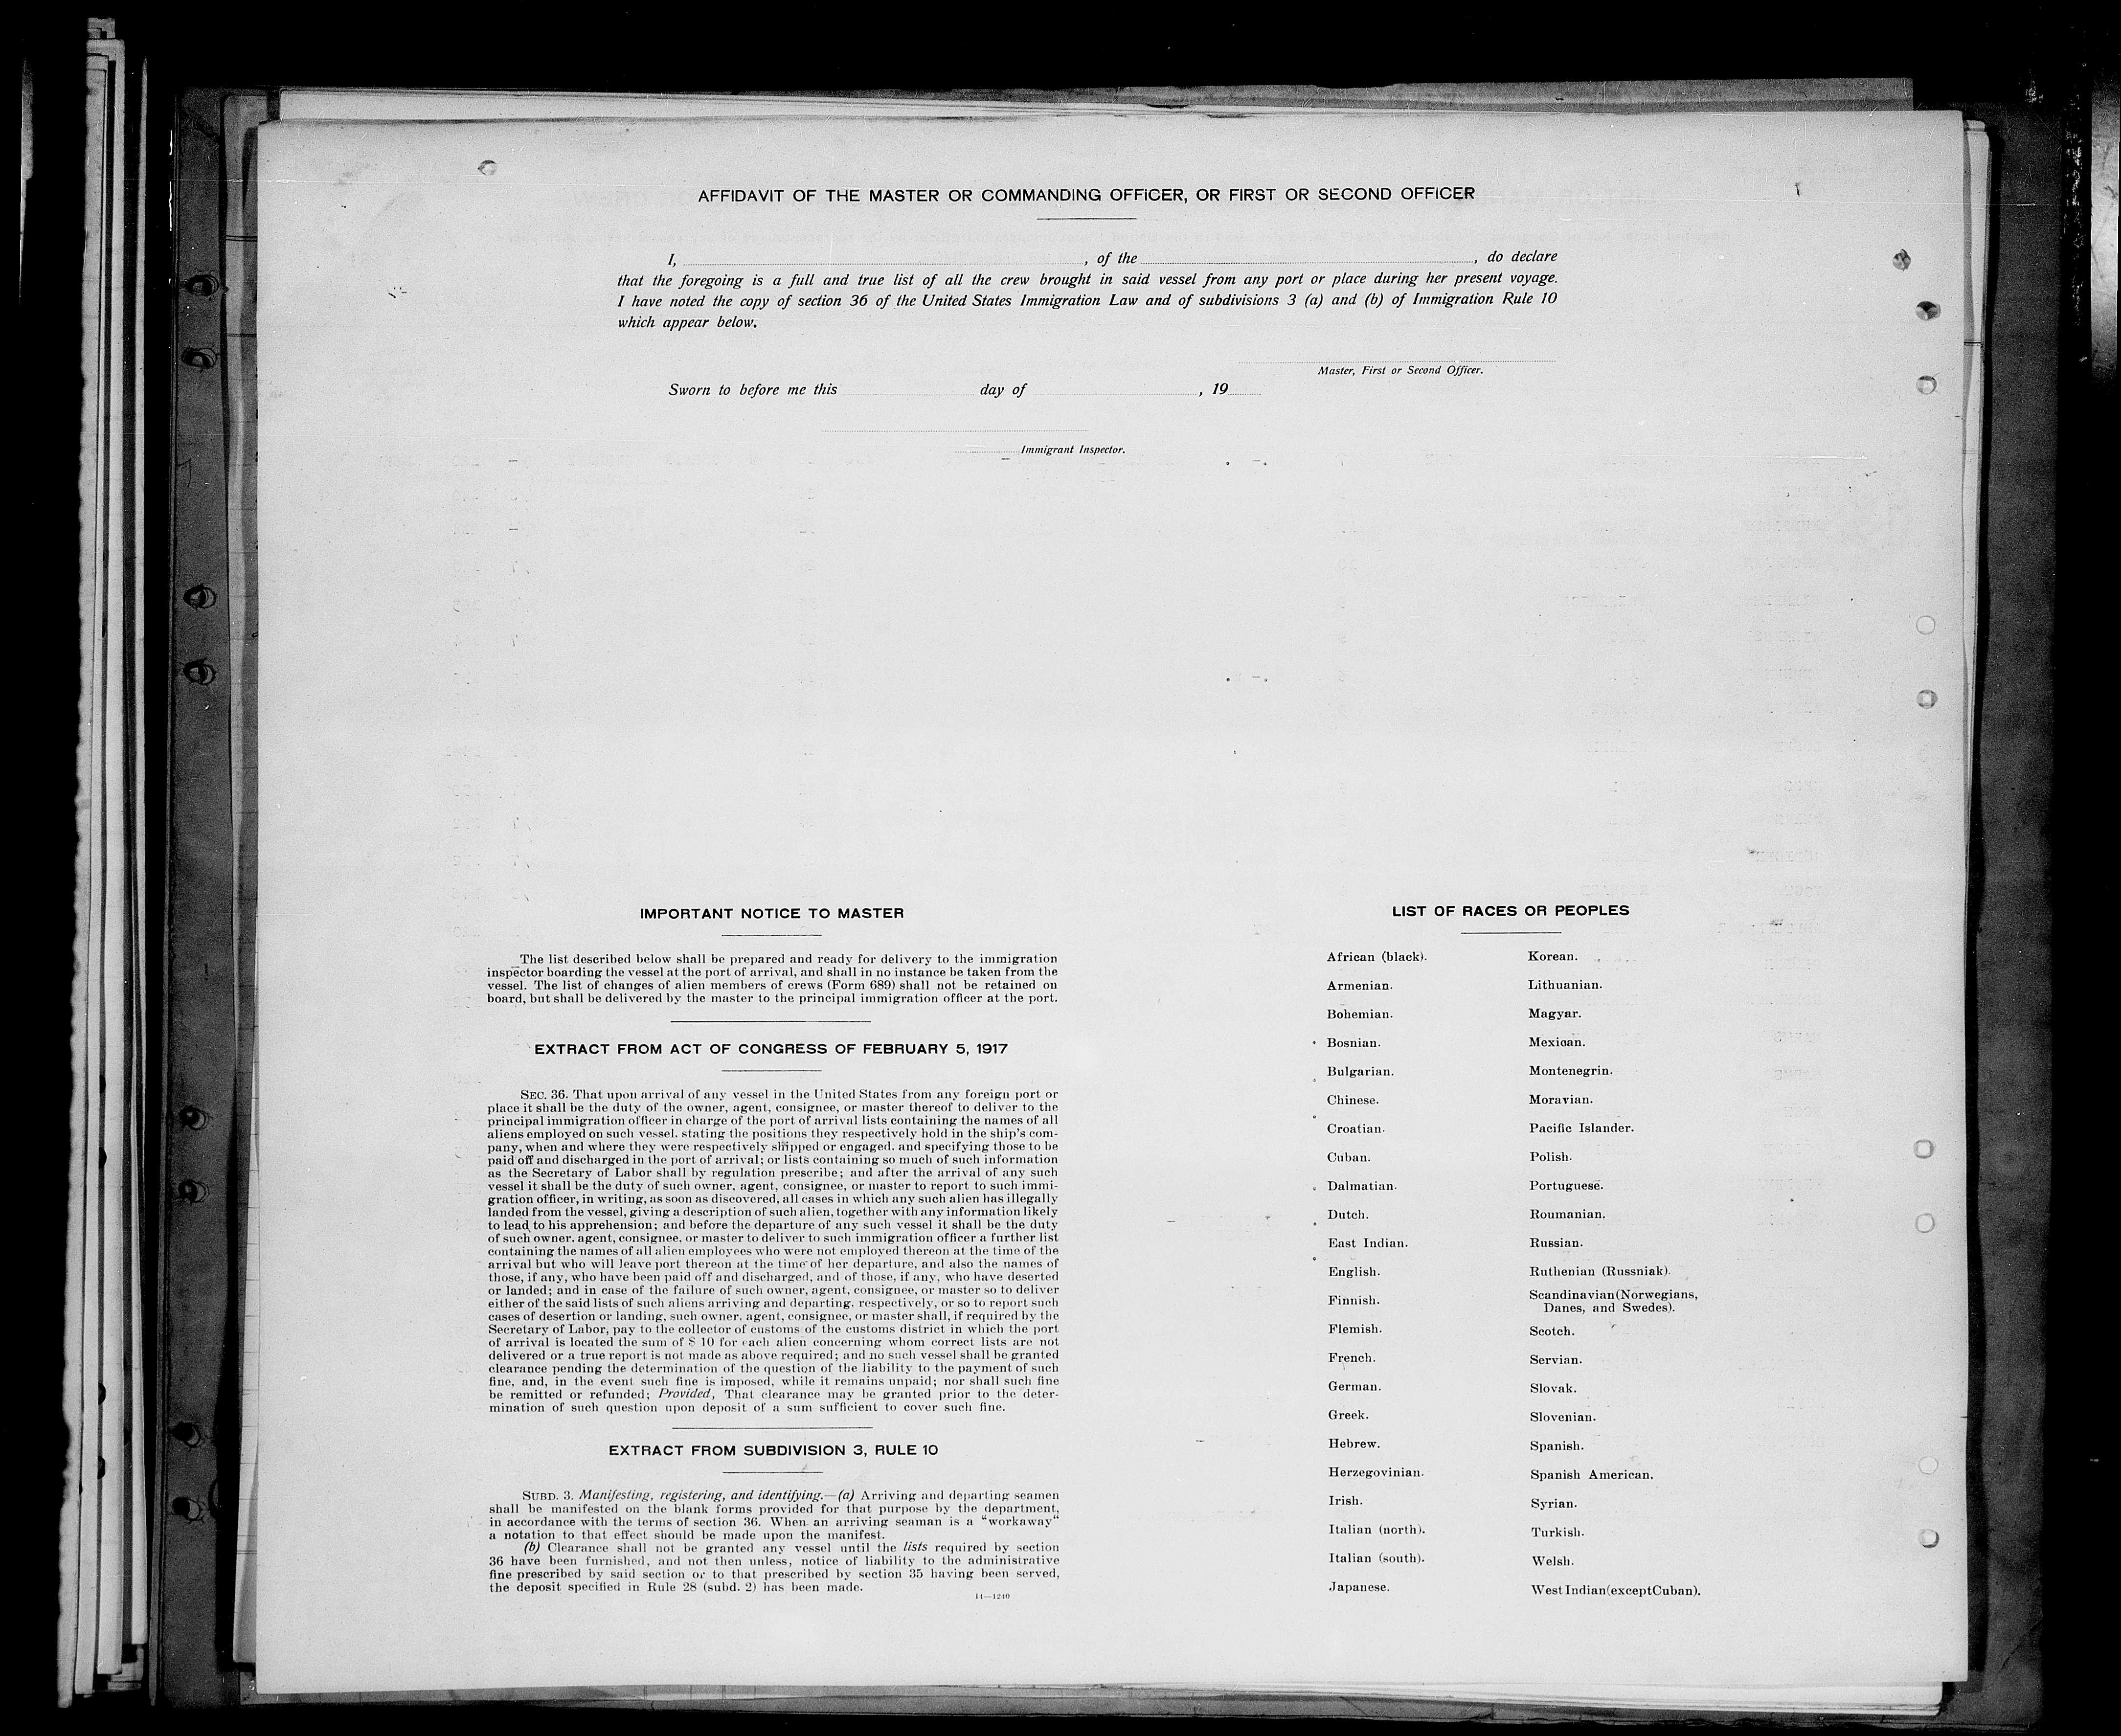 AFFIDAVIT OF THE MASTER OR COMMANDING OFFICER, OR FIRST OR SECOND OFFICER
I, , of the , do declare
that the foregoing is a full and true list of all the crew brought in said vessel from any port or place during her present voyage.
I have noted the copy of section 36 of the United States Immigration Law and of subdivisions 3 (a) and (b) of Immigration Rule 10
which appear below.
Master, First or Second Officer.
Sworn to before me this day of , 19
Immigrant Inspector.
IMPORTANT NOTICE TO MASTER
The list described below shall be prepared and ready for delivery to the immigration
inspector boarding the vessel at the port of arrival, and shall in no instance be taken from the
vessel. The list of changes of alien members of crews (Form 689) shall not be retained on
board, but shall be delivered by the master to the principal immigration officer at the port.
EXTRACT FROM ACT OF CONGRESS OF FEBRUARY 5, 1917
SEC. 36. That upon arrival of any vessel in the United States from any foreign port or
place it shall be the duty of the owner, agent, consignee, or master thereof to deliver to the
principal immigration officer in charge of the port of arrival lists containing the names of all
aliens employed on such vessel, stating the positions they respectively hold in the ship's com-
pany, when and where they were respectively shipped or engaged, and specifying those to be
paid off and discharged in the port of arrival; or lists containing so much of such information
as the Secretary of Labor shall by regulation prescribe; and after the arrival of any such
vessel it shall be the duty of such owner, agent, consignee, or master to report to such immi-
gration officer, in writing, as soon as discovered, all cases in which any such alien has illegally
landed from the vessel, giving a description of such alien, together with any information likely
to lead to his apprehension; and before the departure of any such vessel it shall be the duty
of such owner, agent, consignee, or master to deliver to such immigration officer a further list
containing the names of all alien employees who were not employed thereon at the time of the
arrival but who will leave port thereon at the time of her departure, and also the names of
those, if any, who have been paid off and discharged, and of those, if any, who have deserted
or landed; and in case of the failure of such owner, agent, consignee, or master so to deliver
either of the said lists of such aliens arriving and departing, respectively, or so to report such
cases of desertion or landing, such owner, agent, consignee, or master shall, if required by the
Secretary of Labor, pay to the collector of customs of the customs district in which the port
of arrival is located the sum of $ 10 for each alien concerning whom correct lists are not
delivered or a true report is not made as above required; and no such vessel shall be granted
clearance pending the determination of the question of the liability to the payment of such
fine, and, in the event such fine is imposed, while it remains unpaid; nor shall such fine
be remitted or refunded; Provided, That clearance may be granted prior to the deter-
mination of such question upon deposit of a sum sufficient to cover such fine.
EXTRACT FROM SUBDIVISION 3, RULE 10
SUBD. 3. Manifesting, registering, and identifying.—(a) Arriving and departing seamen
shall be manifested on the blank forms provided for that purpose by the department,
in accordance with the terms of section 36. When an arriving seaman is a "workaway"
a notation to that effect should be made upon the manifest.
(b) Clearance shall not be granted any vessel until the lists required by section
36 have been furnished, and not then unless, notice of liability to the administrative
fine prescribed by said section or to that prescribed by section 35 having been served,
the deposit specified in Rule 28 (subd. 2) has been made.
14—1240
LIST OF RACES OR PEOPLES
African (black).
Armenian.
Bohemian.
Bosnian.
Bulgarian.
Chinese.
Croatian.
Cuban.
Dalmatian.
Dutch.
East Indian.
English.
Finnish.
Flemish.
French.
German.
Greek.
Hebrew.
Herzegovinian.
Irish.
Italian (north).
Italian (south).
Japanese.
Korean.
Lithuanian.
Magyar.
Mexican.
Montenegrin.
Moravian.
Pacific Islander.
Polish.
Portuguese.
Roumanian.
Russian.
Ruthenian (Russniak).
Scandinavian (Norwegians,
Danes, and Swedes).
Scotch.
Servian.
Slovak.
Slovenian.
Spanish.
Spanish American.
Syrian.
Turkish.
Welsh.
West Indian (except Cuban).